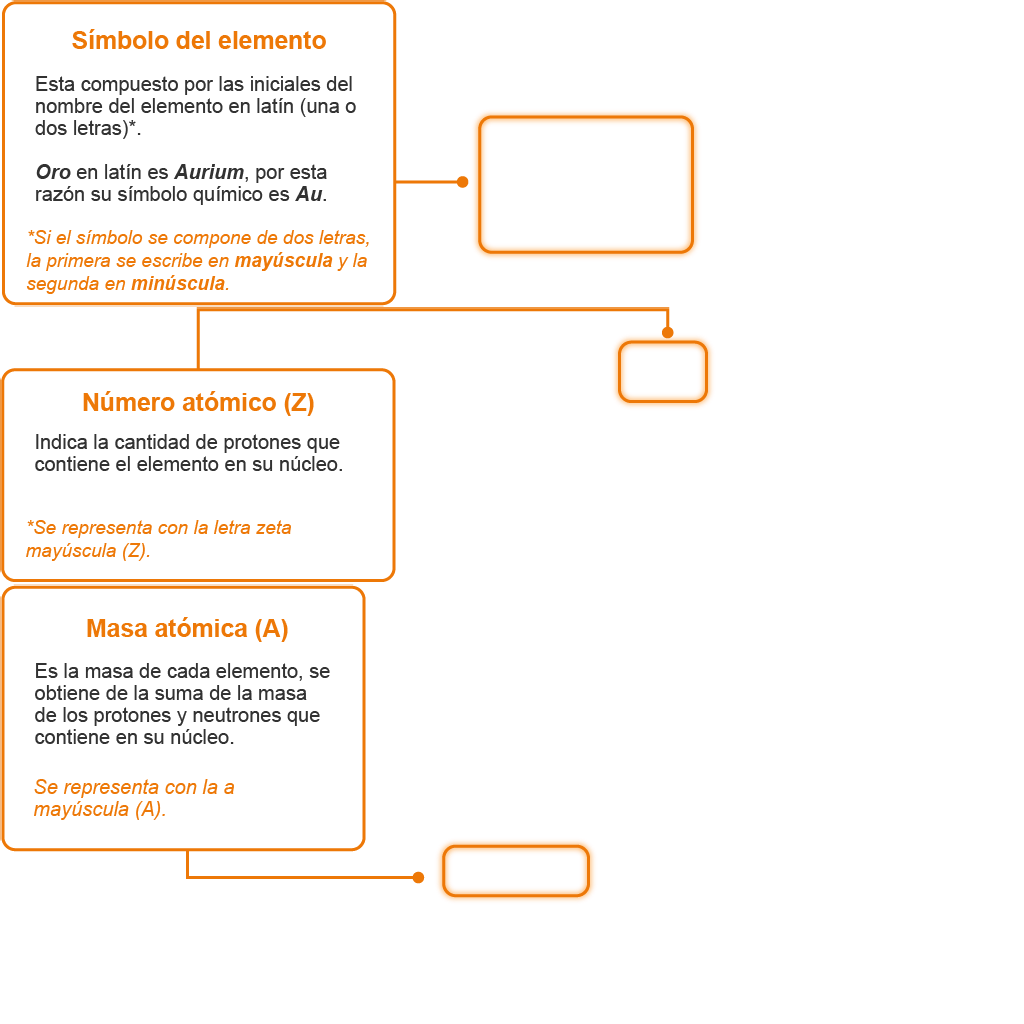 Símbolo del elemento
Esta compuesto por las iniciales del
nombre del elemento en latín (una o
dos letras)*.
Oro en latín es Aurium, por esta
razón su símbolo químico es Au.
*Si el símbolo se compone de dos letras,
la primera se escribe en mayúscula y la
segunda en minúscula.
Número atómico (Z)
Indica la cantidad de protones que
contiene el elemento en su núcleo.
*Se representa con la letra zeta
mayúscula (Z).
Masa atómica (A)
Es la masa de cada elemento, se
obtiene de la suma de la masa
de los protones y neutrones que
contiene en su núcleo.
Se representa con la a
mayúscula (A).